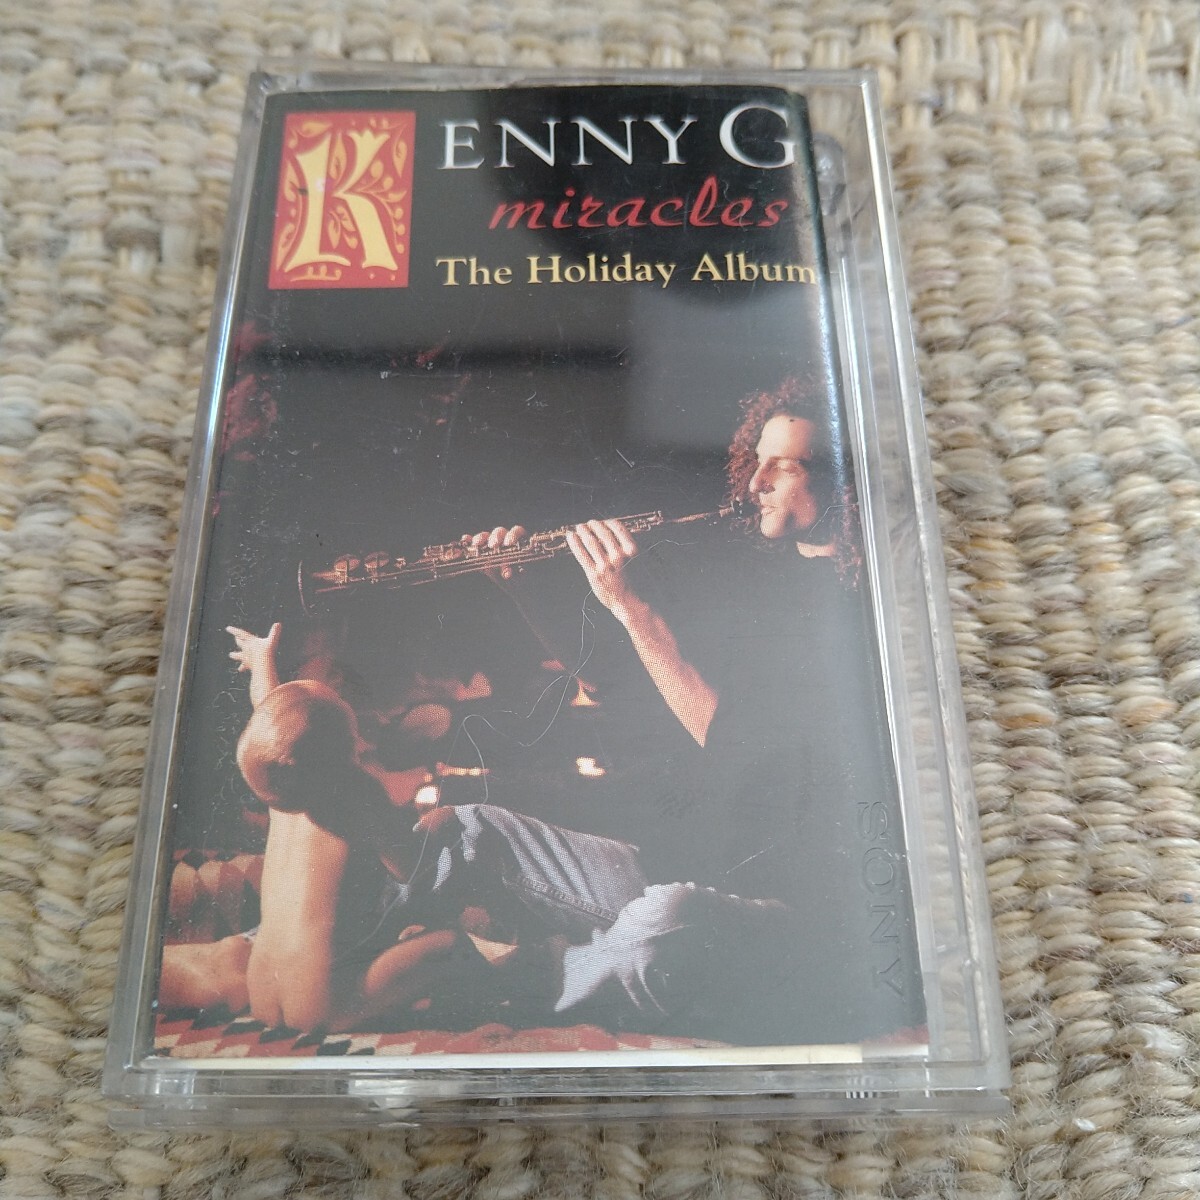 KENNY G
miracles
The Holiday Album
SONY